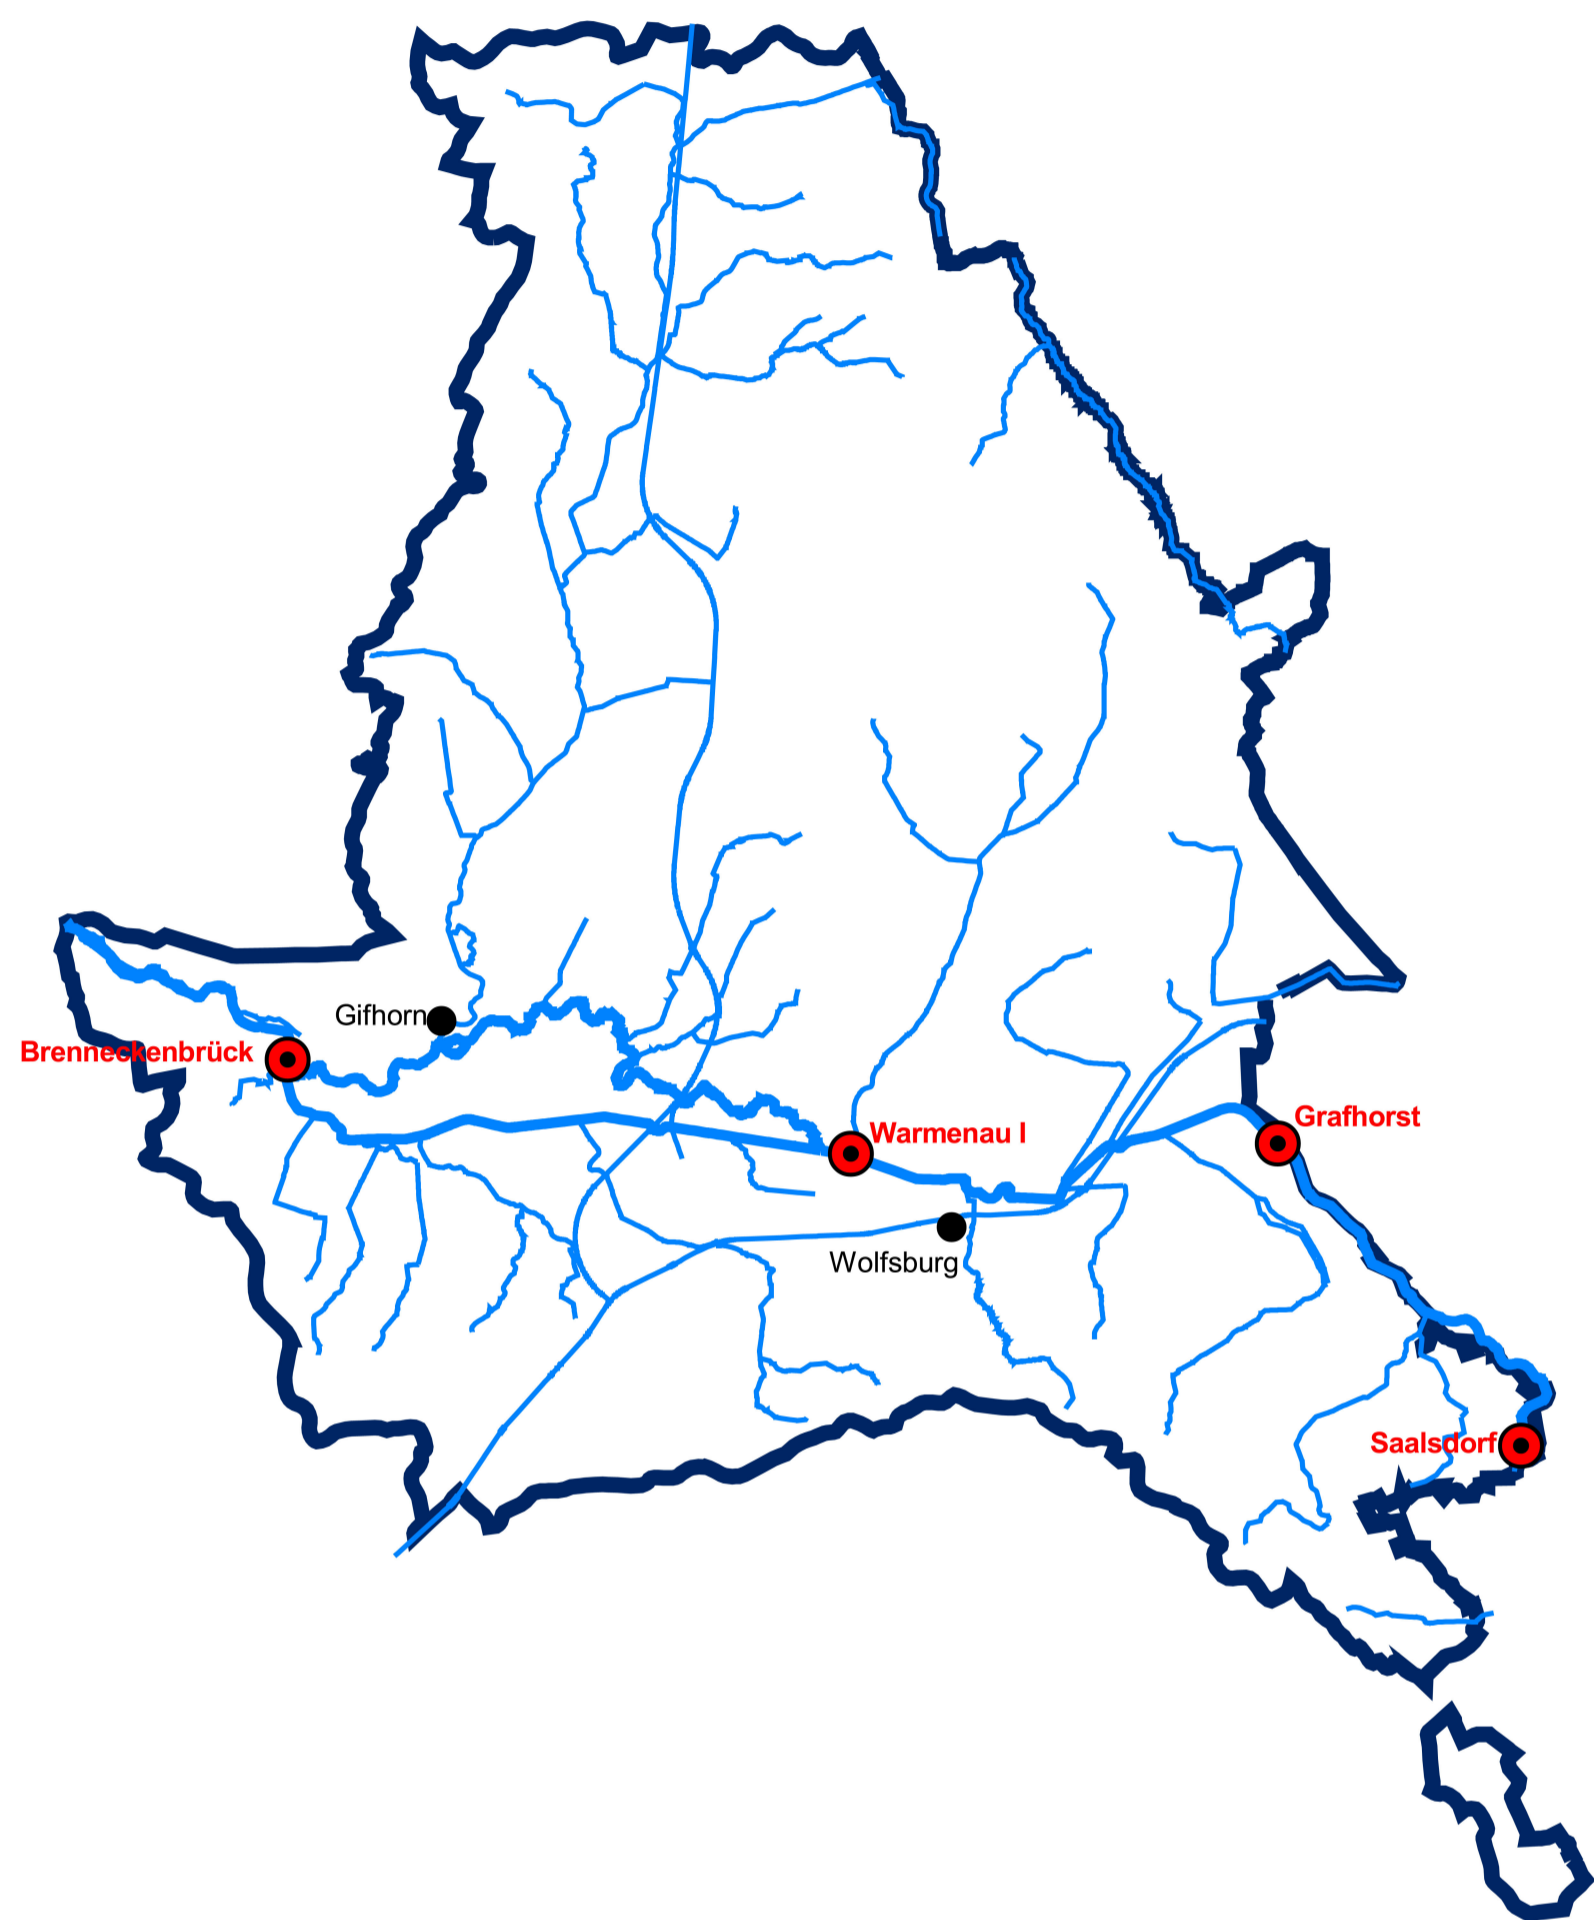 Gifhorn
Brenneckenbrück
Grafhorst
Warmenau I
Wolfsburg
Saalsdorf